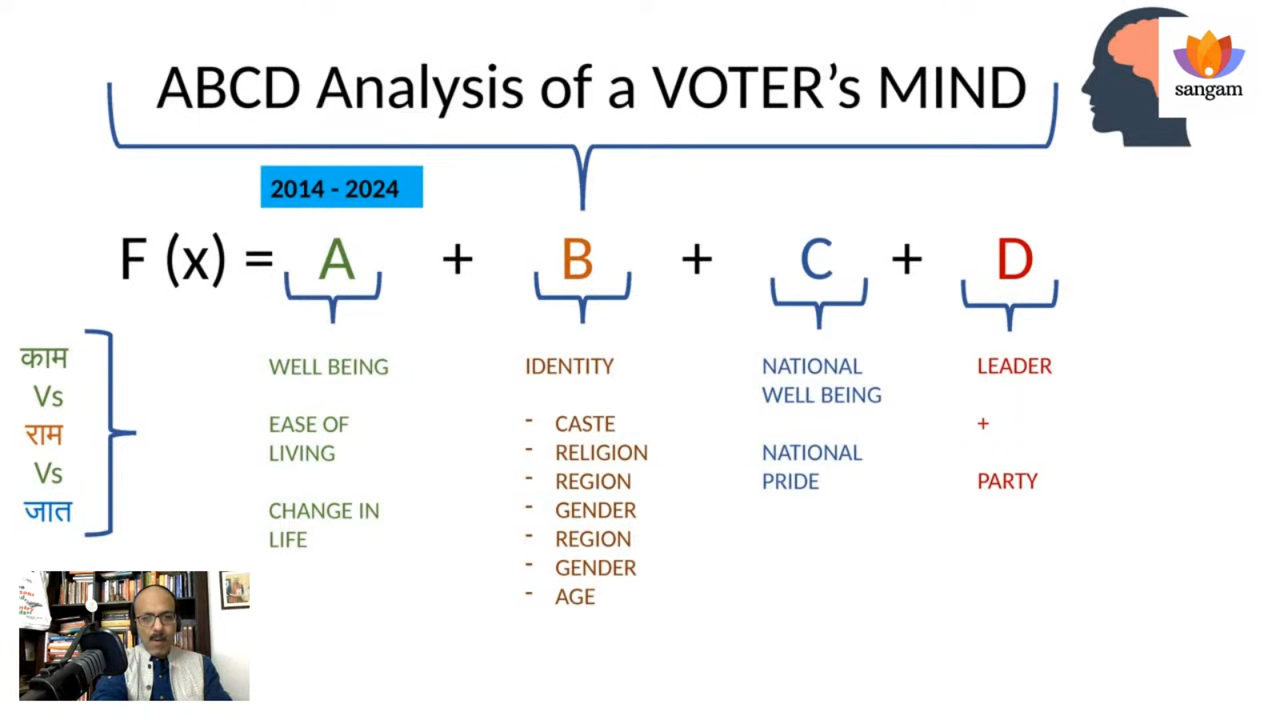 ABCD Analysis of a VOTER's MIND
sangam
2014 - 2024
F (x) = A + B + C + D
काम
Vs
राम
Vs
जात
WELL BEING
EASE OF
LIVING
CHANGE IN
LIFE
IDENTITY
- CASTE
- RELIGION
- REGION
- GENDER
- REGION
- GENDER
- AGE
NATIONAL
WELL BEING
NATIONAL
PRIDE
LEADER
+
PARTY